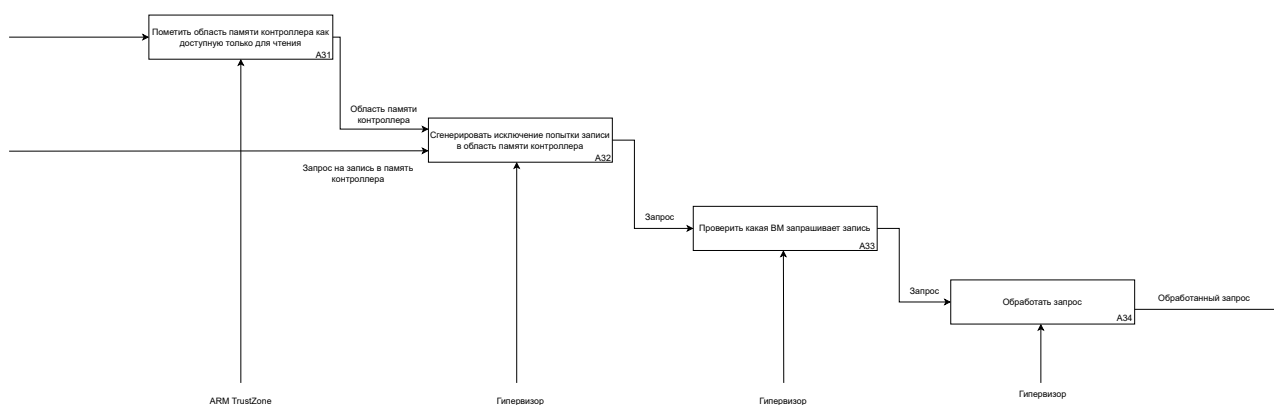 Пометить область памяти контроллера как
доступную только для чтения
A31
Область памяти
контроллера
Сгенерировать исключение попытки записи
в область памяти контроллера
A32
Запрос на запись в память
контроллера
Запрос
Проверить какая ВМ запрашивает запись
A33
Запрос
Обработать запрос
A34
Обработанный запрос
ARM TrustZone
Гипервизор
Гипервизор
Гипервизор